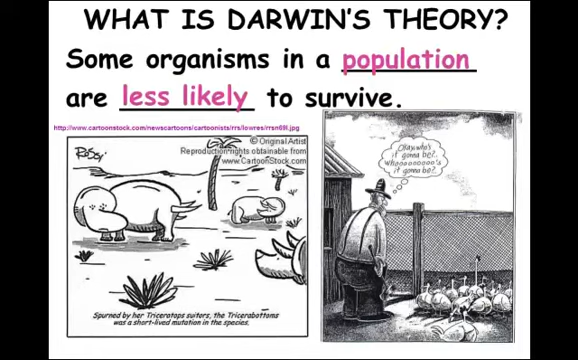 WHAT IS DARWIN'S THEORY?
Some organisms in a population
are less likely to survive.
http://www.cartoonstock.com/newscartoons/cartoonists/rrs/lowres/rrsn69l.jpg
© Original Artist
Reproduction rights obtainable from
www.CartoonStock.com
Spurned by her Triceratops suitors, the Tricerabottoms
was a short-lived mutation in the species.
Okay, who's
it gonna be?..
it gonna be?